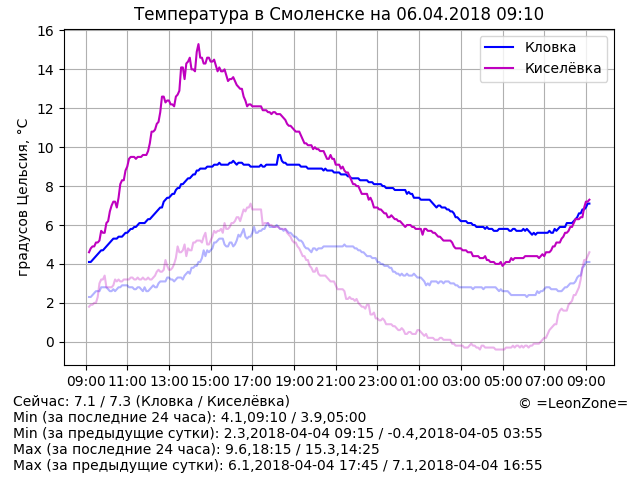 Температура в Смоленске на 06.04.2018 09:10
16
14
12
10
8
6
4
2
0
градусов Цельсия, °C
Кловка
Киселёвка
09:00 11:00 13:00 15:00 17:00 19:00 21:00 23:00 01:00 03:00 05:00 07:00 09:00
Сейчас: 7.1 / 7.3 (Кловка / Киселёвка)
© =LeonZone=
Min (за последние 24 часа): 4.1,09:10 / 3.9,05:00
Min (за предыдущие сутки): 2.3,2018-04-04 09:15 / -0.4,2018-04-05 03:55
Max (за последние 24 часа): 9.6,18:15 / 15.3,14:25
Max (за предыдущие сутки): 6.1,2018-04-04 17:45 / 7.1,2018-04-04 16:55